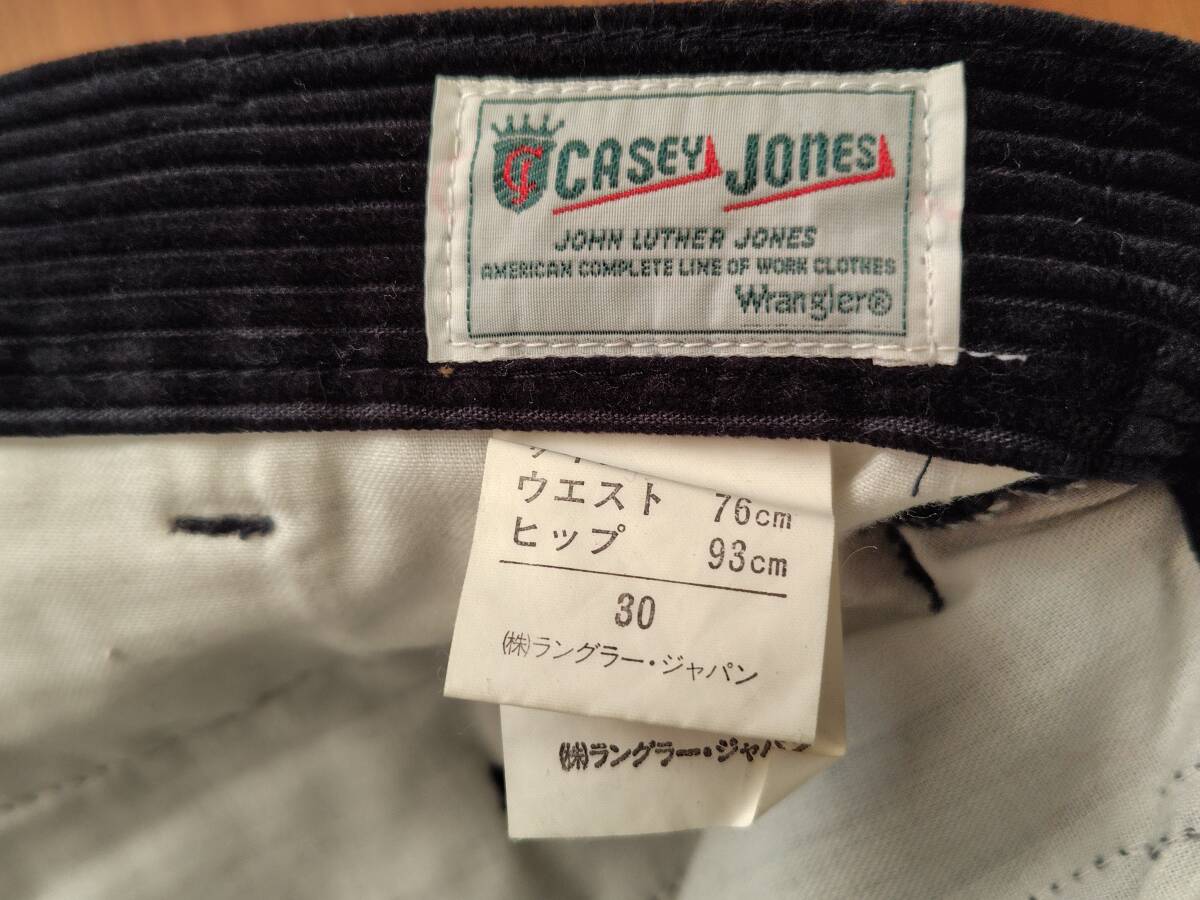 CJ CASEY JONES
JOHN LUTHER JONES
AMERICAN COMPLETE LINE OF WORK CLOTHES
Wrangler®
ウエスト 76cm
ヒップ 93cm
30
㈱ラングラー・ジャパン
㈱ラングラー・ジャパン